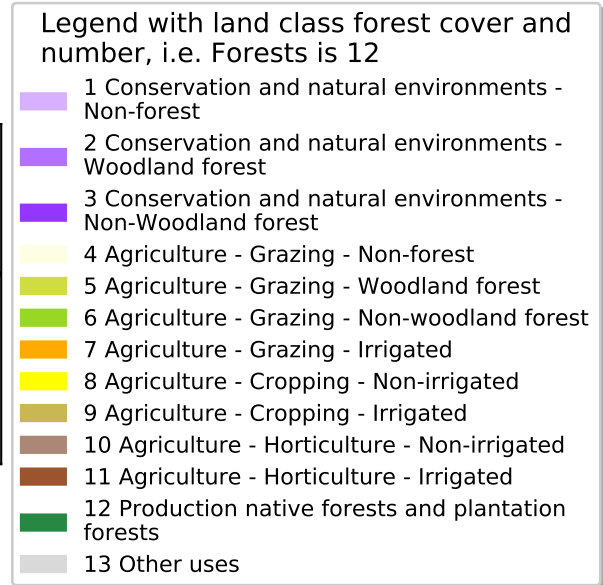 Legend with land class forest cover and
number, i.e. Forests is 12
1 Conservation and natural environments -
Non-forest
2 Conservation and natural environments -
Woodland forest
3 Conservation and natural environments -
Non-Woodland forest
4 Agriculture - Grazing - Non-forest
5 Agriculture - Grazing - Woodland forest
6 Agriculture - Grazing - Non-woodland forest
7 Agriculture - Grazing - Irrigated
8 Agriculture - Cropping - Non-irrigated
9 Agriculture - Cropping - Irrigated
10 Agriculture - Horticulture - Non-irrigated
11 Agriculture - Horticulture - Irrigated
12 Production native forests and plantation
forests
13 Other uses